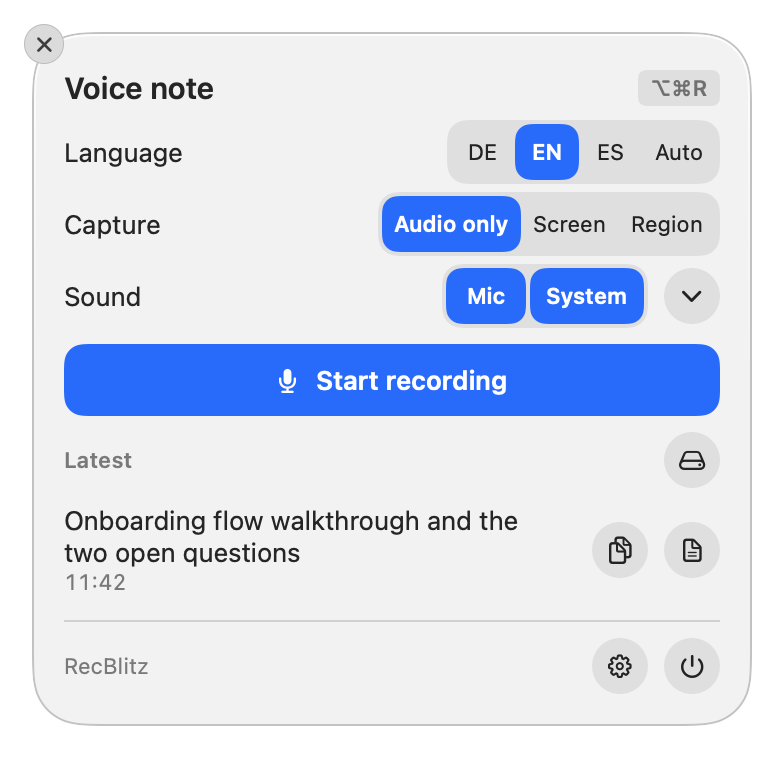 Voice note
⌥⌘R
Language
DE
EN
ES
Auto
Capture
Audio only
Screen
Region
Sound
Mic
System
Start recording
Latest
Onboarding flow walkthrough and the
two open questions
11:42
RecBlitz